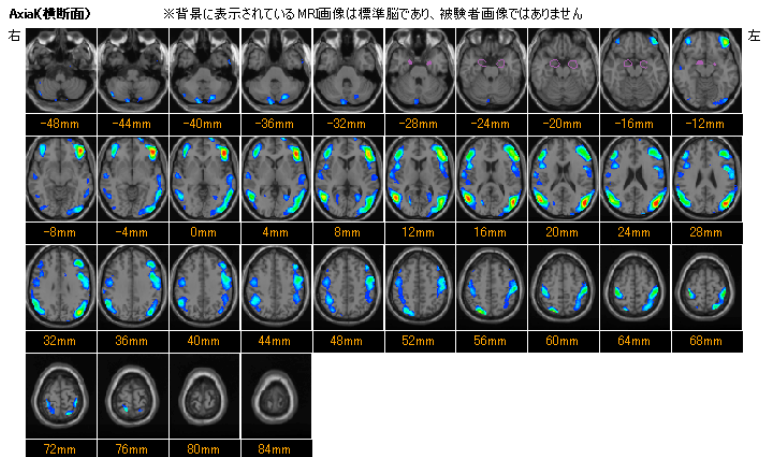 Axial(横断面)　※背景に表示されているMRI画像は標準脳であり、被験者画像ではありません
右 左
-48mm -44mm -40mm -36mm -32mm -28mm -24mm -20mm -16mm -12mm
-8mm -4mm 0mm 4mm 8mm 12mm 16mm 20mm 24mm 28mm
32mm 36mm 40mm 44mm 48mm 52mm 56mm 60mm 64mm 68mm
72mm 76mm 80mm 84mm